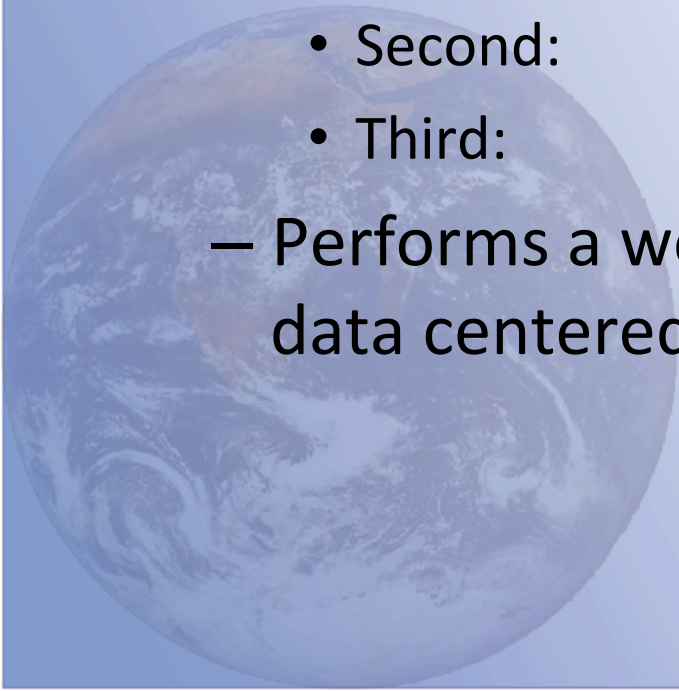 • Second:
• Third:
– Performs a
data